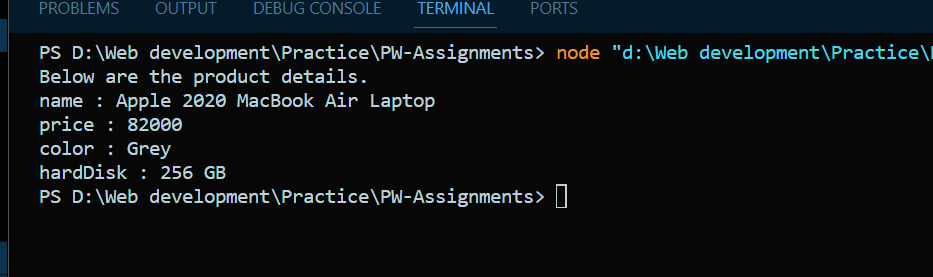 PROBLEMS OUTPUT DEBUG CONSOLE TERMINAL PORTS
PS D:\Web development\Practice\PW-Assignments> node "d:\Web development\Practice\
Below are the product details.
name : Apple 2020 MacBook Air Laptop
price : 82000
color : Grey
hardDisk : 256 GB
PS D:\Web development\Practice\PW-Assignments>